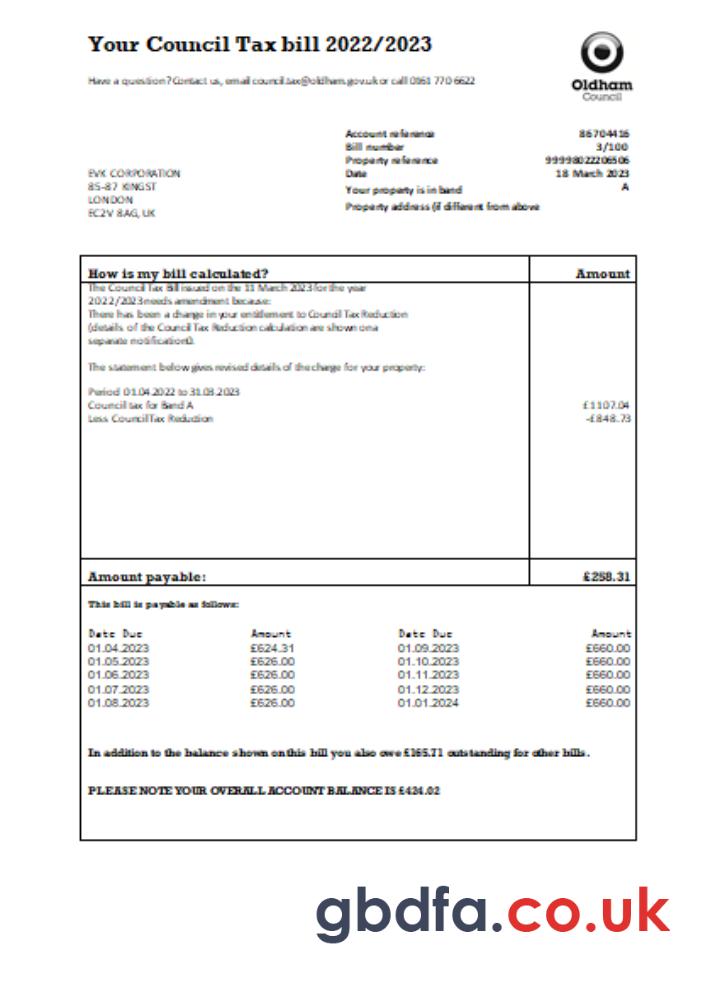 Your Council Tax bill 2022/2023
Oldham
Council
Have a question? Contact us, email council.tax@oldham.gov.uk or call 0161 770 6622
Account reference 86704416
Bill number 3/100
Property reference 99998022206506
Date 18 March 2023
Your property is in band A
Property address (if different from above
EVK CORPORATION
85-87 KINGST
LONDON
EC2V 8AG, UK
How is my bill calculated? Amount
The Council Tax Bill issued on the 11 March 2023 for the year
2022/2023 needs amendment because:
There has been a change in your entitlement to Council Tax Reduction
(details of the Council Tax Reduction calculation are shown on a
separate notification).
The statement below gives revised details of the charge for your property:
Period 01.04.2022 to 31.03.2023
Council tax for Band A £1107.04
Less Council Tax Reduction -£848.73
Amount payable: £258.31
This bill is payable as follows:
Date Due Amount Date Due Amount
01.04.2023 £624.31 01.09.2023 £660.00
01.05.2023 £626.00 01.10.2023 £660.00
01.06.2023 £626.00 01.11.2023 £660.00
01.07.2023 £626.00 01.12.2023 £660.00
01.08.2023 £626.00 01.01.2024 £660.00
In addition to the balance shown on this bill you also owe £165.71 outstanding for other bills.
PLEASE NOTE YOUR OVERALL ACCOUNT BALANCE IS £424.02
gbdfa.co.uk